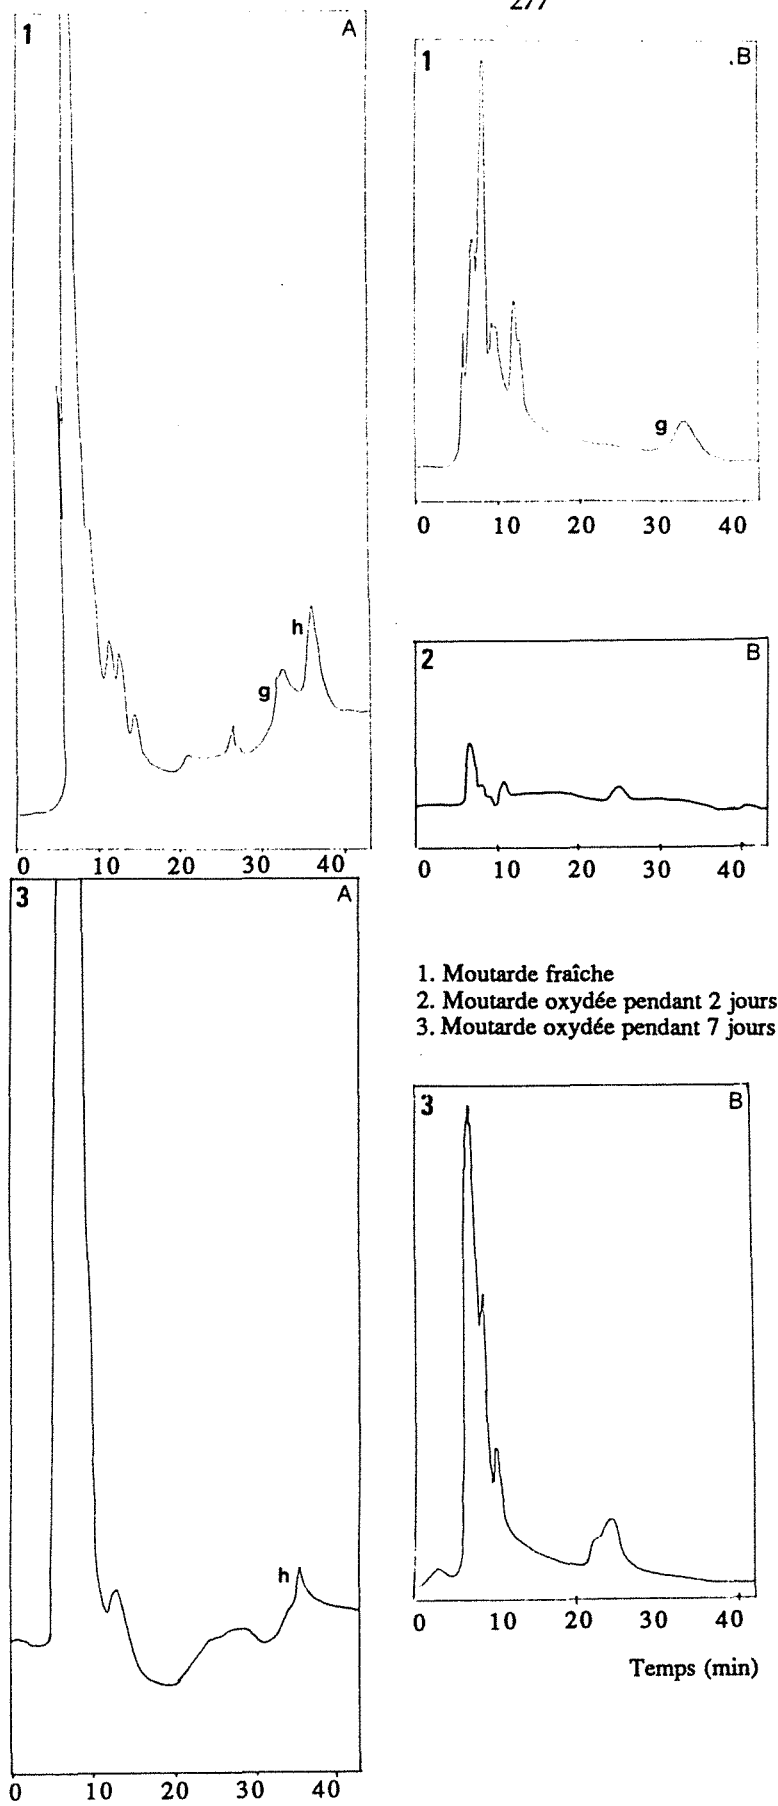 277
1 A
h
g
0 10 20 30 40
1 .B
g
0 10 20 30 40
2 B
0 10 20 30 40
1. Moutarde fraîche
2. Moutarde oxydée pendant 2 jours
3. Moutarde oxydée pendant 7 jours
3 A
h
0 10 20 30 40
3 B
0 10 20 30 40
Temps (min)